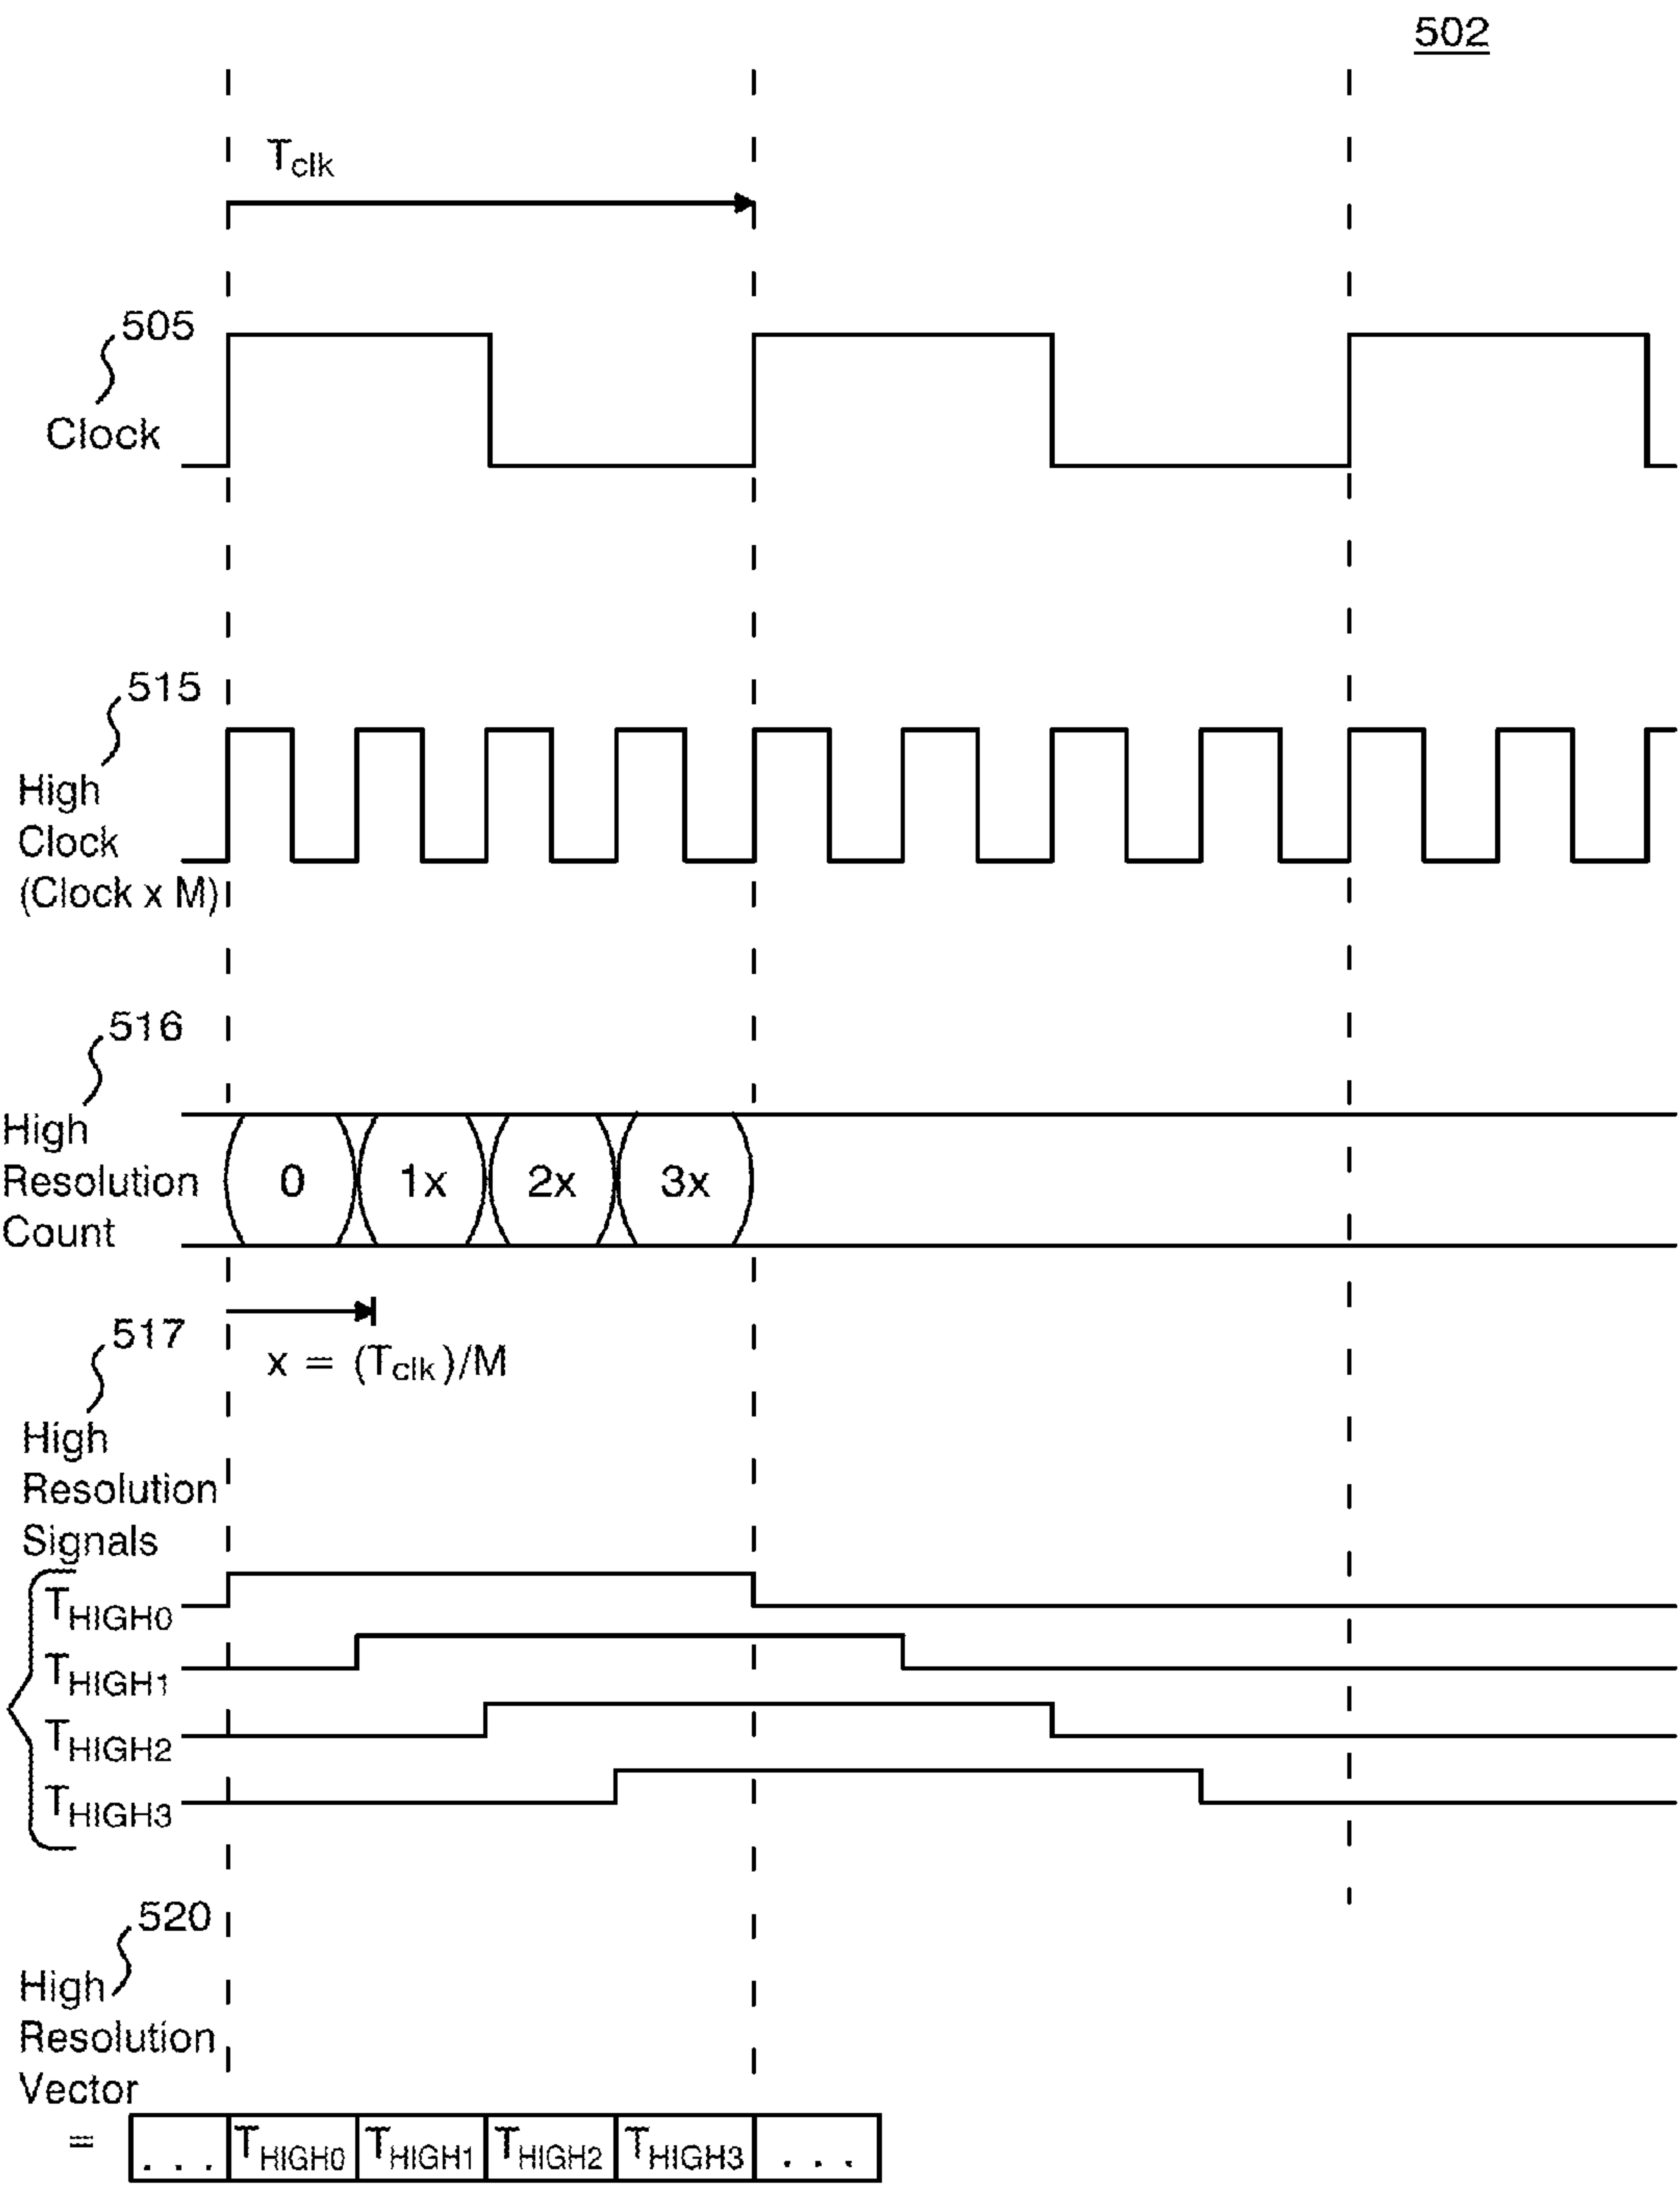 502
Tclk
505
Clock
515
High
Clock
(Clock x M)
516
High
Resolution
Count
0 1x 2x 3x
x = (Tclk)/M
517
High
Resolution
Signals
THIGH0
THIGH1
THIGH2
THIGH3
520
High
Resolution
Vector
= . . . THIGH0 THIGH1 THIGH2 THIGH3 . . .